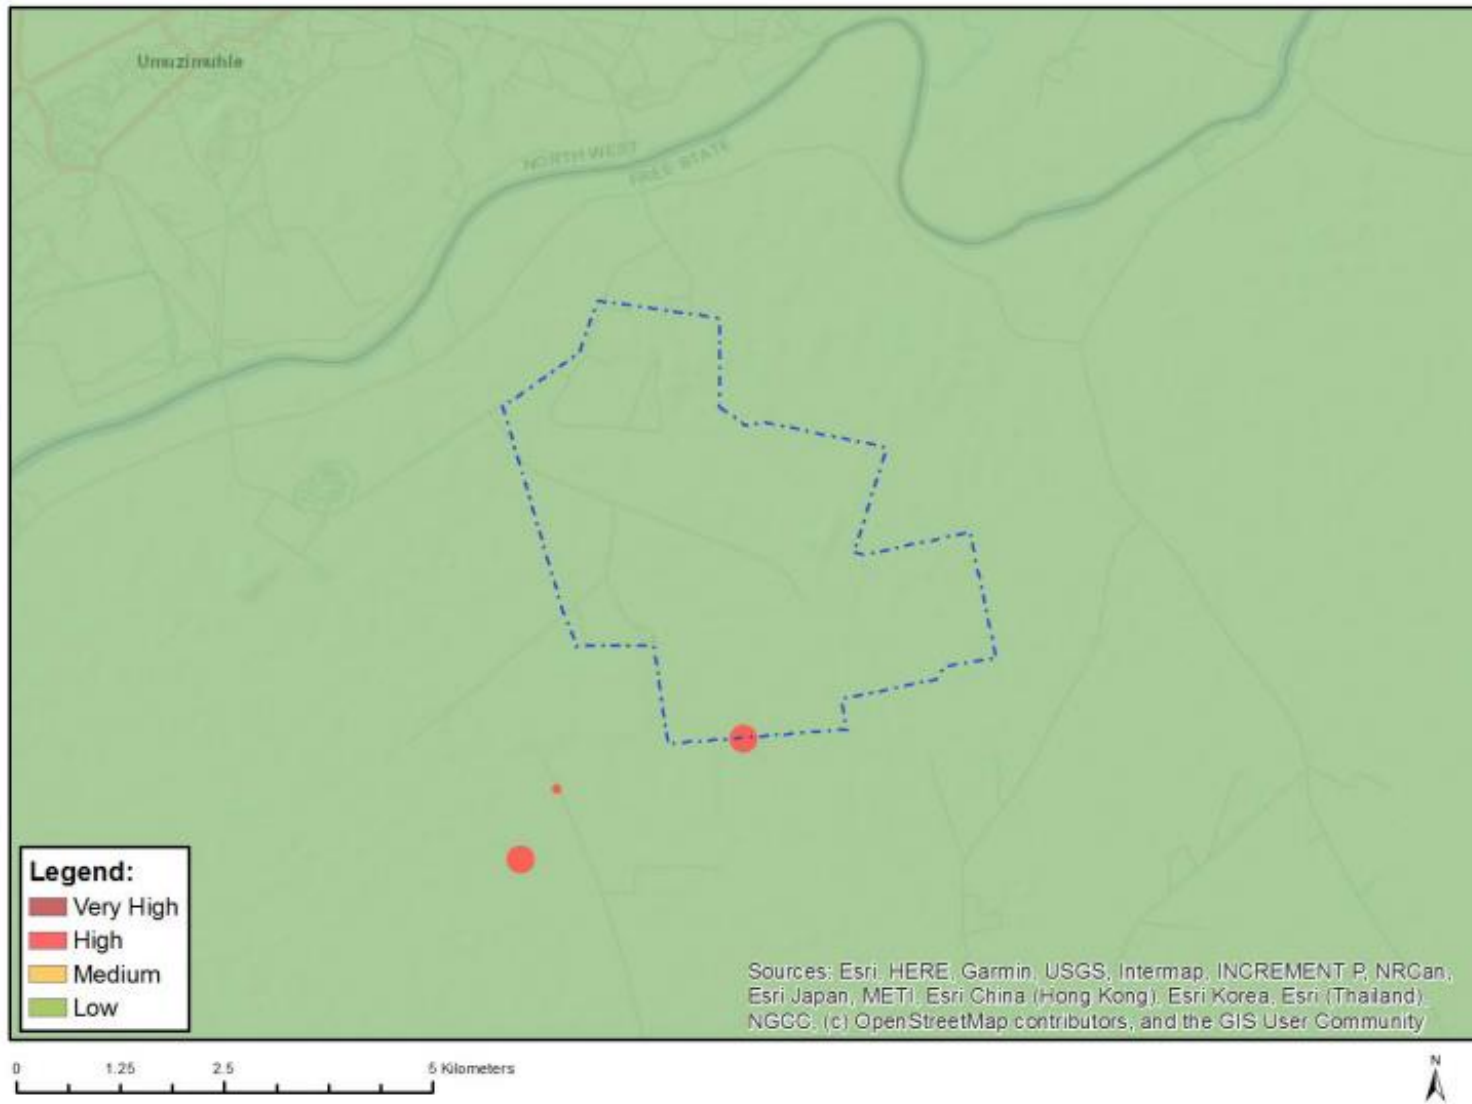 Umuzimuhle
NORTH WEST
FREE STATE
Legend:
Very High
High
Medium
Low
Sources: Esri, HERE, Garmin, USGS, Intermap, INCREMENT P, NRCan,
Esri Japan, METI, Esri China (Hong Kong), Esri Korea, Esri (Thailand),
NGCC, (c) OpenStreetMap contributors, and the GIS User Community
0 1.25 2.5 5 Kilometers
N